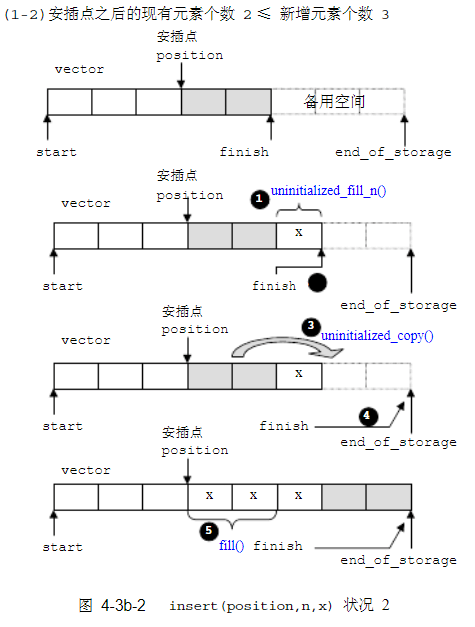 (1-2)安插点之后的现有元素个数 2 ≤ 新增元素个数 3
安插点
position
vector
备用空间
start
finish
end_of_storage
安插点
position
vector
1
uninitialized_fill_n()
x
start
finish
end_of_storage
安插点
position
vector
3
uninitialized_copy()
x
start
finish
4
end_of_storage
安插点
position
vector
x x x
5
start
fill()
finish
end_of_storage
图 4-3b-2 insert(position,n,x) 状况 2